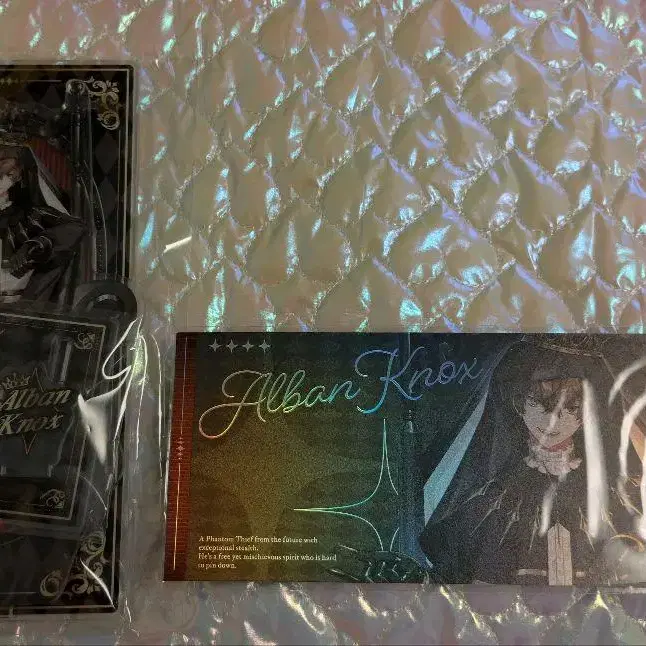 Alban
Knox
Alban Knox
A Phantom Thief from the future with
exceptional stealth.
He's a free yet mischievous spirit who is hard
to pin down.